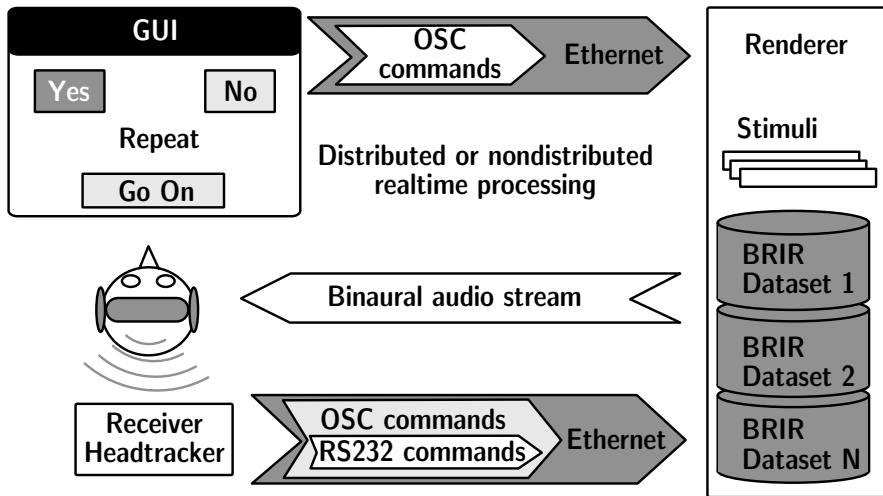 GUI
Yes
No
Repeat
Go On
OSC
commands
Ethernet
Distributed or nondistributed
realtime processing
Renderer
Stimuli
BRIR
Dataset 1
BRIR
Dataset 2
BRIR
Dataset N
Binaural audio stream
Receiver
Headtracker
OSC commands
RS232 commands
Ethernet